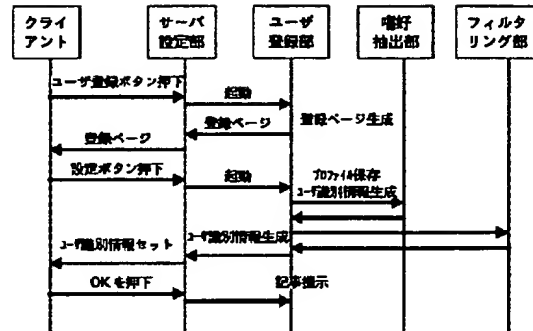 クライ
アント
サーバ
設定部
ユーザ
登録部
嗜好
抽出部
フィルタ
リング部
ユーザ登録ボタン押下
起動
登録ページ生成
登録ページ
登録ページ
設定ボタン押下
起動
プロファイル保存
ユーザ識別情報生成
ユーザ識別情報生成
ユーザ識別情報セット
OKを押下
記事提示